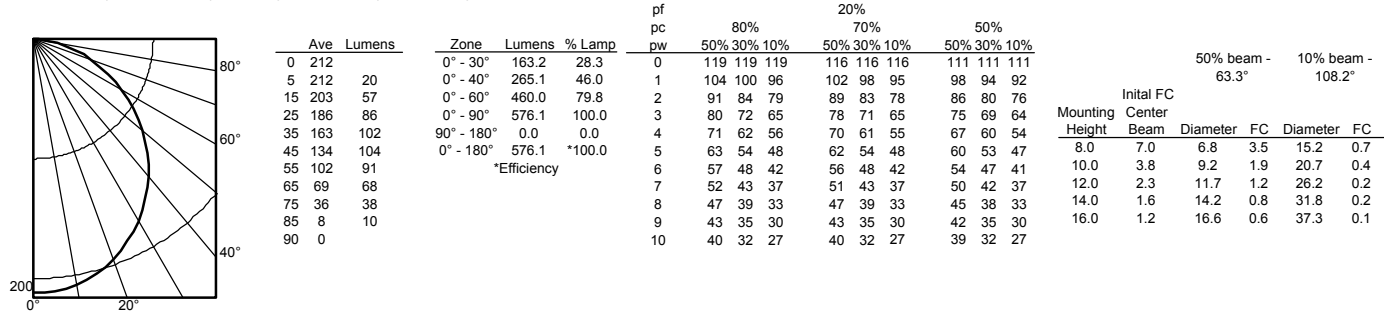 80°
60°
40°
200
0° 20°
Ave Lumens
0 212
5 212 20
15 203 57
25 186 86
35 163 102
45 134 104
55 102 91
65 69 68
75 36 38
85 8 10
90 0
Zone Lumens % Lamp
0° - 30° 163.2 28.3
0° - 40° 265.1 46.0
0° - 60° 460.0 79.8
0° - 90° 576.1 100.0
90° - 180° 0.0 0.0
0° - 180° 576.1 *100.0
*Efficiency
pf 20%
pc 80% 70% 50%
pw 50% 30% 10% 50% 30% 10% 50% 30% 10%
0 119 119 119 116 116 116 111 111 111
1 104 100 96 102 98 95 98 94 92
2 91 84 79 89 83 78 86 80 76
3 80 72 65 78 71 65 75 69 64
4 71 62 56 70 61 55 67 60 54
5 63 54 48 62 54 48 60 53 47
6 57 48 42 56 48 42 54 47 41
7 52 43 37 51 43 37 50 42 37
8 47 39 33 47 39 33 45 38 33
9 43 35 30 43 35 30 42 35 30
10 40 32 27 40 32 27 39 32 27
50% beam - 10% beam -
63.3° 108.2°
Inital FC
Mounting Center
Height Beam Diameter FC Diameter FC
8.0 7.0 6.8 3.5 15.2 0.7
10.0 3.8 9.2 1.9 20.7 0.4
12.0 2.3 11.7 1.2 26.2 0.2
14.0 1.6 14.2 0.8 31.8 0.2
16.0 1.2 16.6 0.6 37.3 0.1